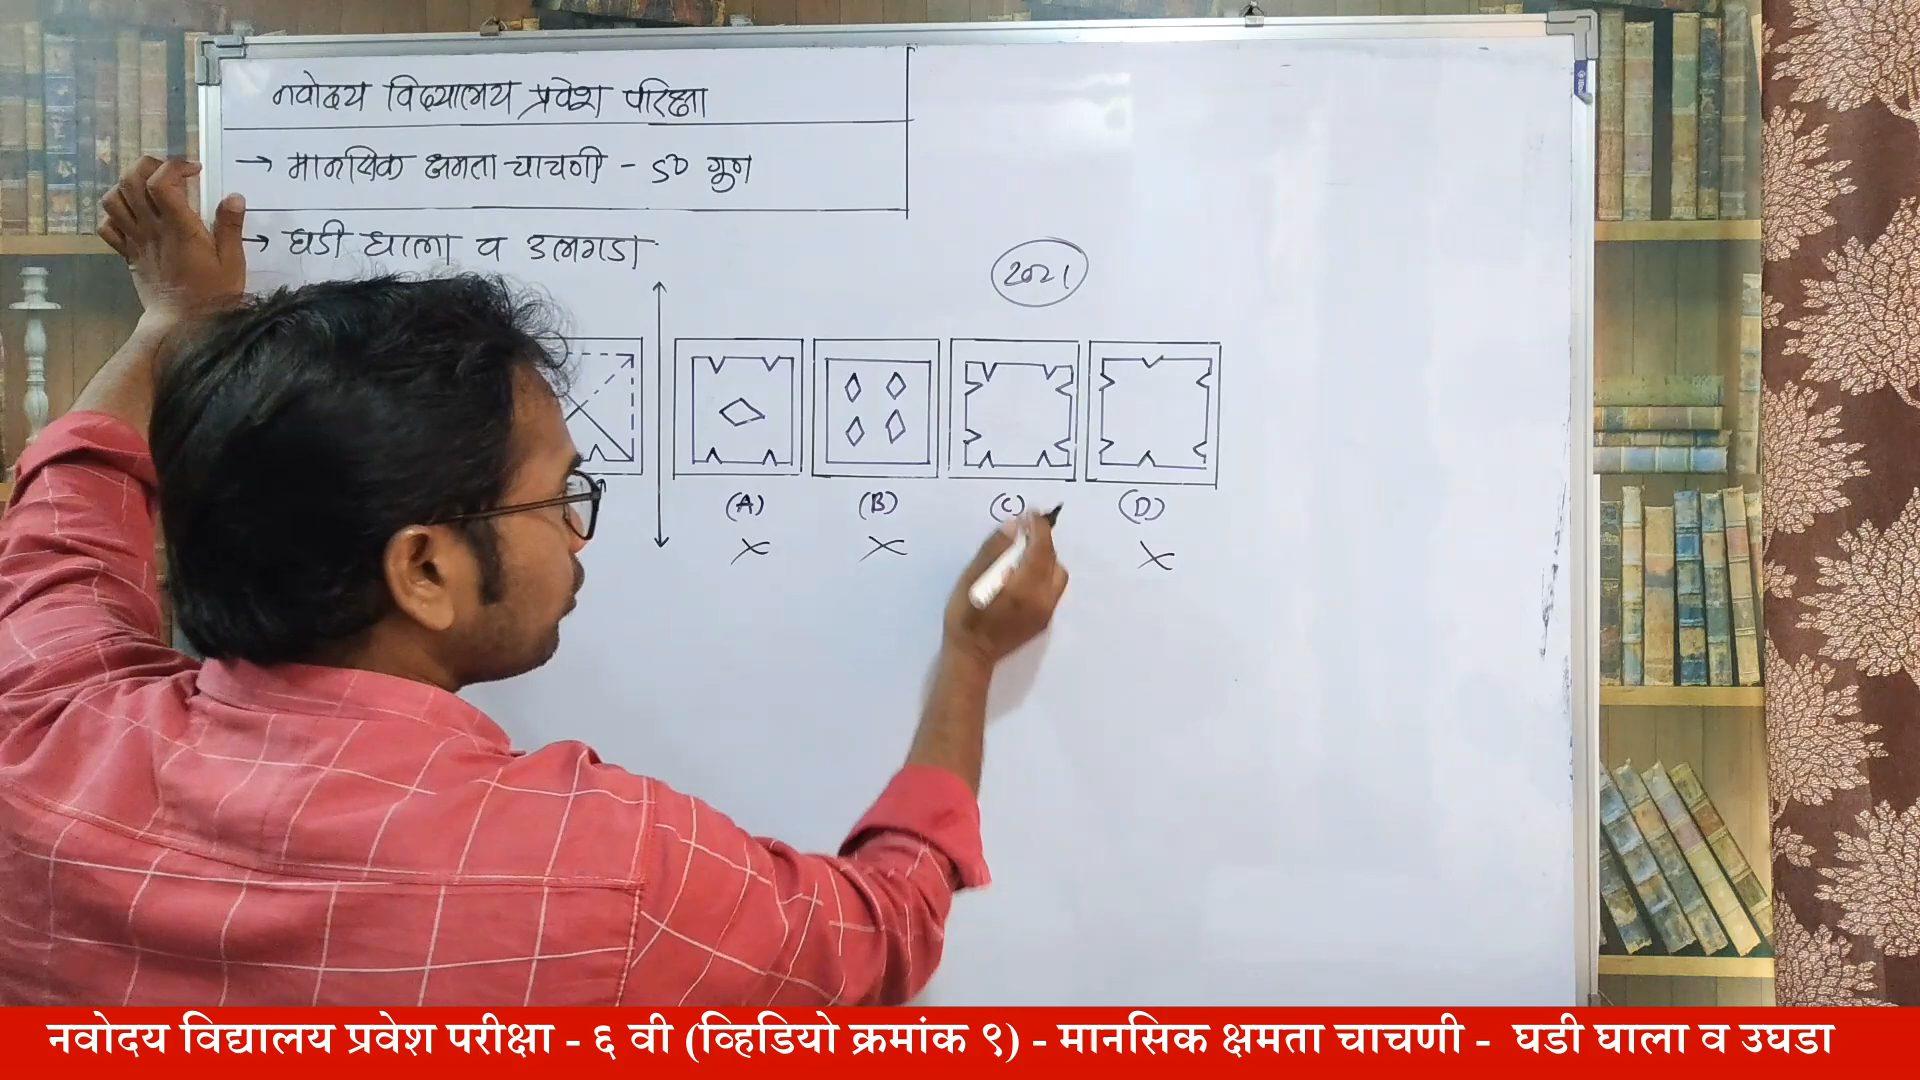 नवोदय विद्यालय प्रवेश परिक्षा
→ मानसिक क्षमता चाचणी - 50 गुण
→ घडी घाला व उलगडा
2021
(A) (B) (C) (D)
× × ×
नवोदय विद्यालय प्रवेश परीक्षा - ६ वी (व्हिडियो क्रमांक ९) - मानसिक क्षमता चाचणी - घडी घाला व उघडा